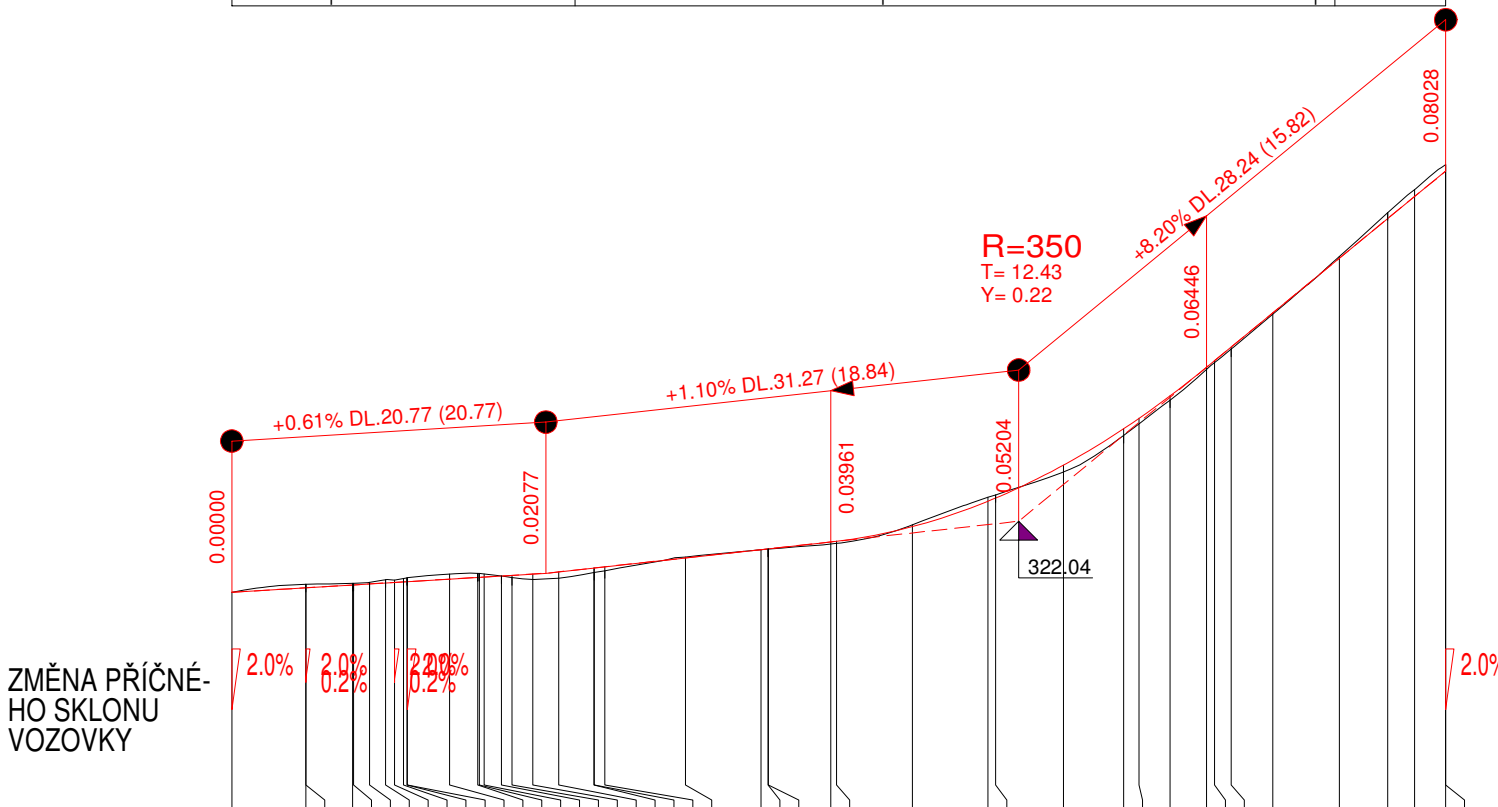 0.08028
+8.20% DL.28.24 (15.82)
R=350
T= 12.43
Y= 0.22
0.06446
+1.10% DL.31.27 (18.84)
+0.61% DL.20.77 (20.77)
0.05204
0.03961
0.02077
0.00000
322.04
ZMĚNA PŘÍČNÉ-
HO SKLONU
VOZOVKY
2.0%
2.0%
0.2%
2.0%
0.2%
2.0%